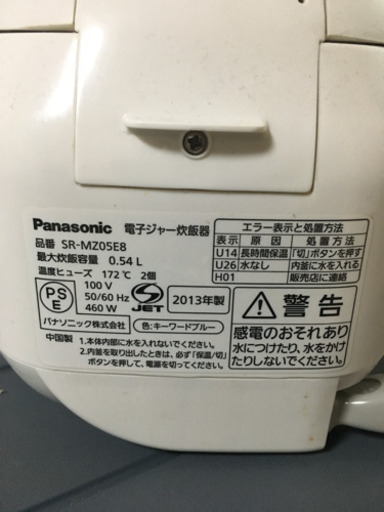 Panasonic 電子ジャー炊飯器
品番 SR-MZ05E8
最大炊飯容量 0.54 L
温度ヒューズ 172℃ 2個
PS
E
100 V
50/60 Hz
460 W
S
JET
2013年製
パナソニック株式会社
色:キーワードブルー
中国製
1.本体内部に水を入れないでください。
2.内釜を取り出したときは、必ず「保温/切」
ボタンを押して、電源を切ってください。
エラー表示と処置方法
表示 原因 処置方法
U14 長時間保温 「切」ボタンを押す
U26 水なし 内釜に水を入れる
H01 販売店に連絡
警告
感電のおそれあり
水につけたり、水をかけ
たりしないでください